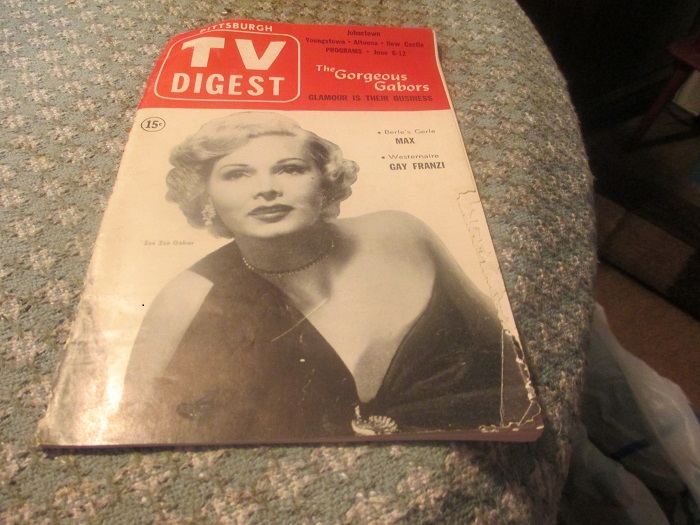 PITTSBURGH
TV
DIGEST
Johnstown
Youngstown • Altoona • New Castle
PROGRAMS • June 6-12
The
Gorgeous
Gabors
GLAMOUR IS THEIR BUSINESS
15¢
• Berle's Gerle
MAX
• Westernaire
GAY FRANZI
Zsa Zsa Gabor